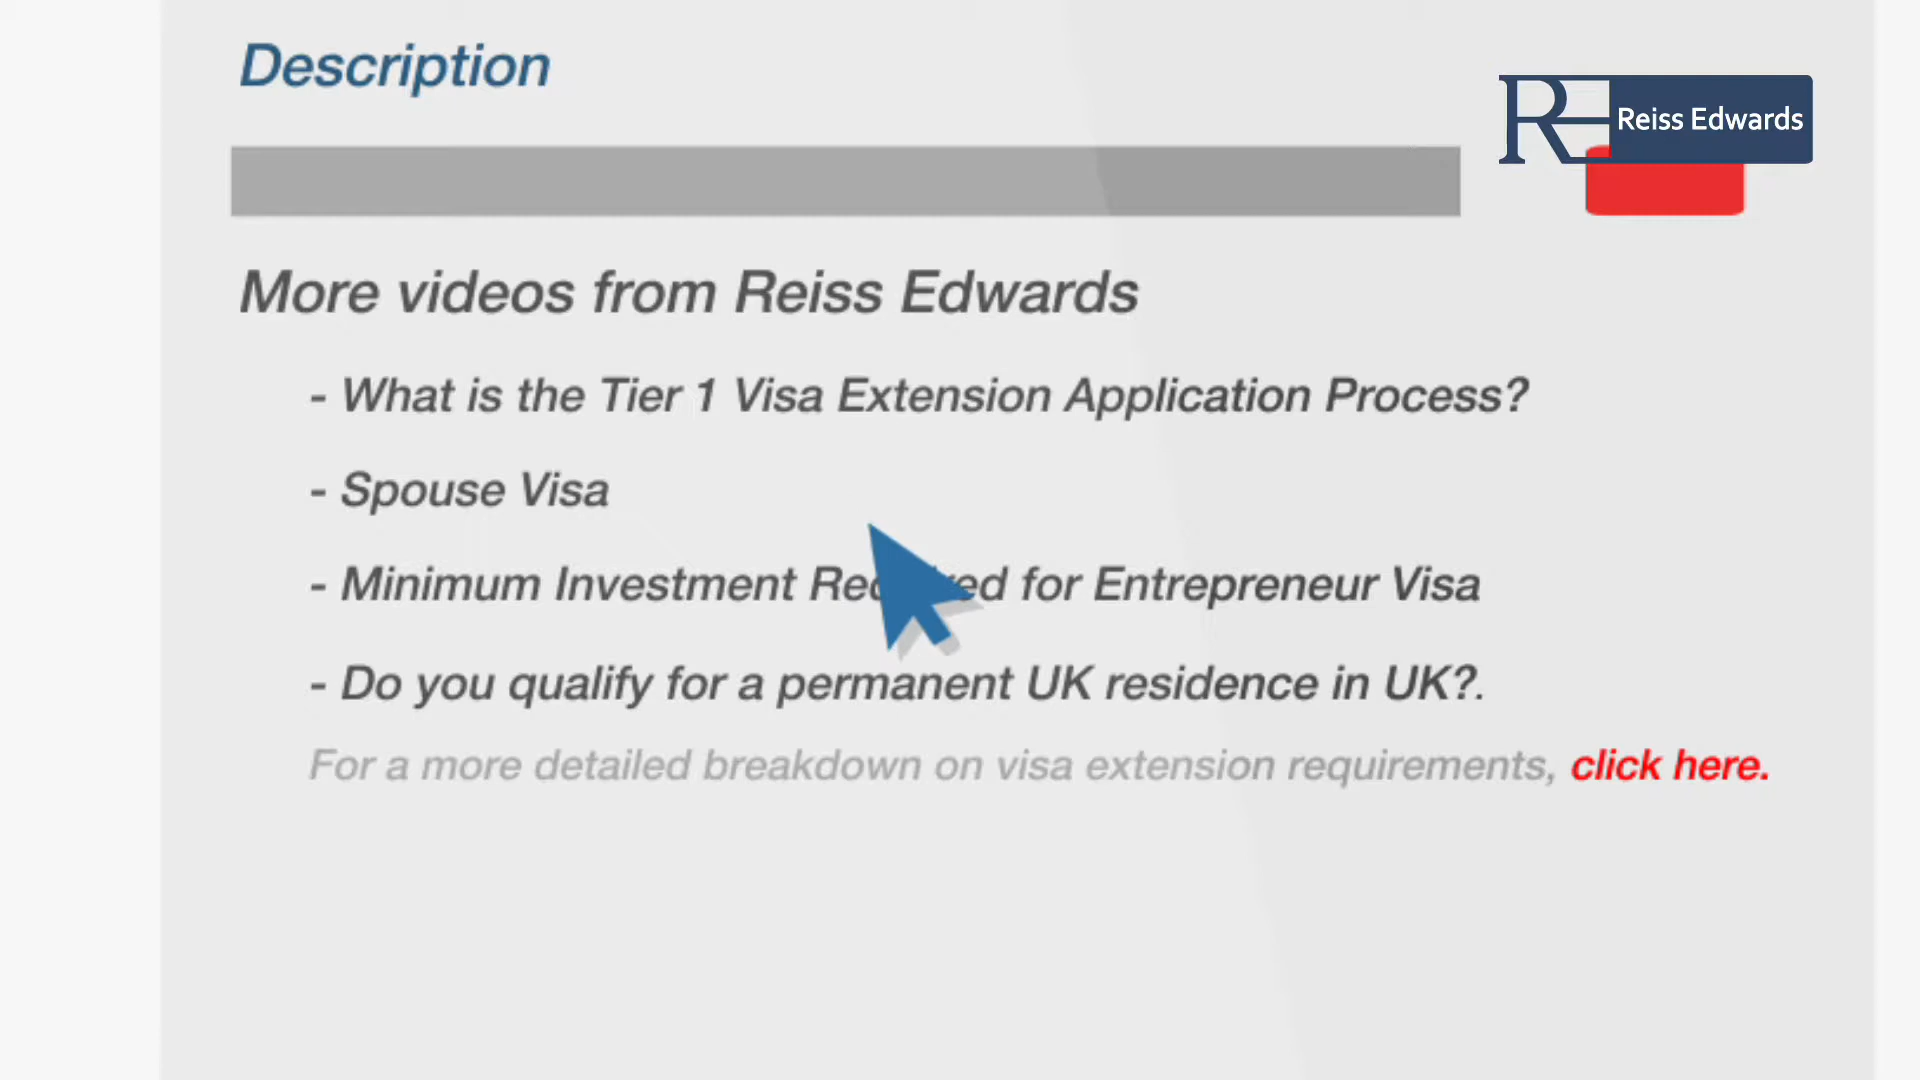 Description
Reiss Edwards
More videos from Reiss Edwards
- What is the Tier 1 Visa Extension Application Process?
- Spouse Visa
- Minimum Investment for Entrepreneur Visa
- Do you qualify for a permanent UK residence in UK?.
For a more detailed breakdown on visa extension requirements, click here.